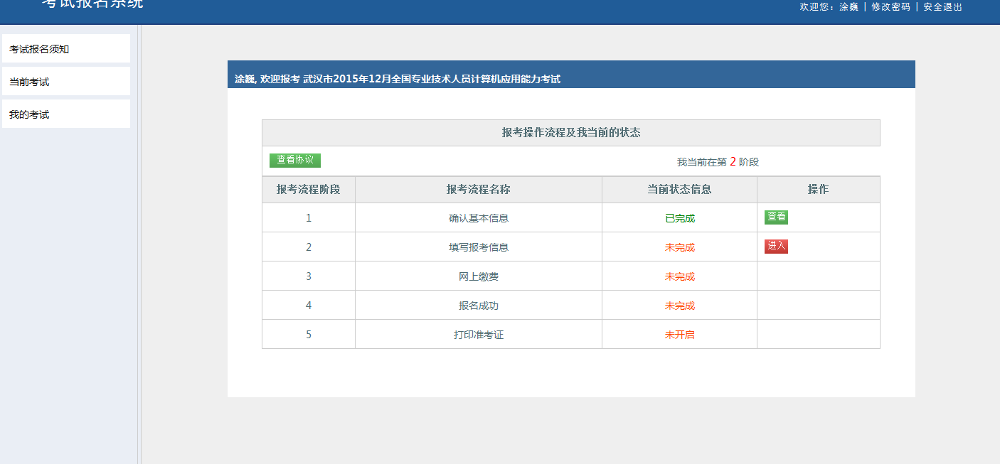 考试报名系统
欢迎您：涂巍 | 修改密码 | 安全退出
考试报名须知
当前考试
我的考试
涂巍, 欢迎报考 武汉市2015年12月全国专业技术人员计算机应用能力考试
报考操作流程及我当前的状态
查看协议 我当前在第 2 阶段
报考流程阶段 报考流程名称 当前状态信息 操作
1 确认基本信息 已完成 查看
2 填写报考信息 未完成 进入
3 网上缴费 未完成
4 报名成功 未完成
5 打印准考证 未开启